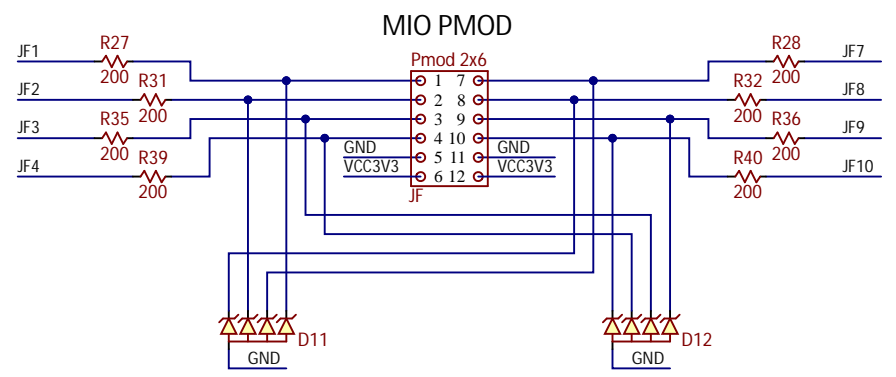 MIO PMOD
JF1 R27 200
JF2 R31 200
JF3 R35 200
JF4 R39 200
Pmod 2x6
1 7
2 8
3 9
4 10
GND 5 11 GND
VCC3V3 6 12 VCC3V3
JF
R28 200 JF7
R32 200 JF8
R36 200 JF9
R40 200 JF10
D11
GND
D12
GND